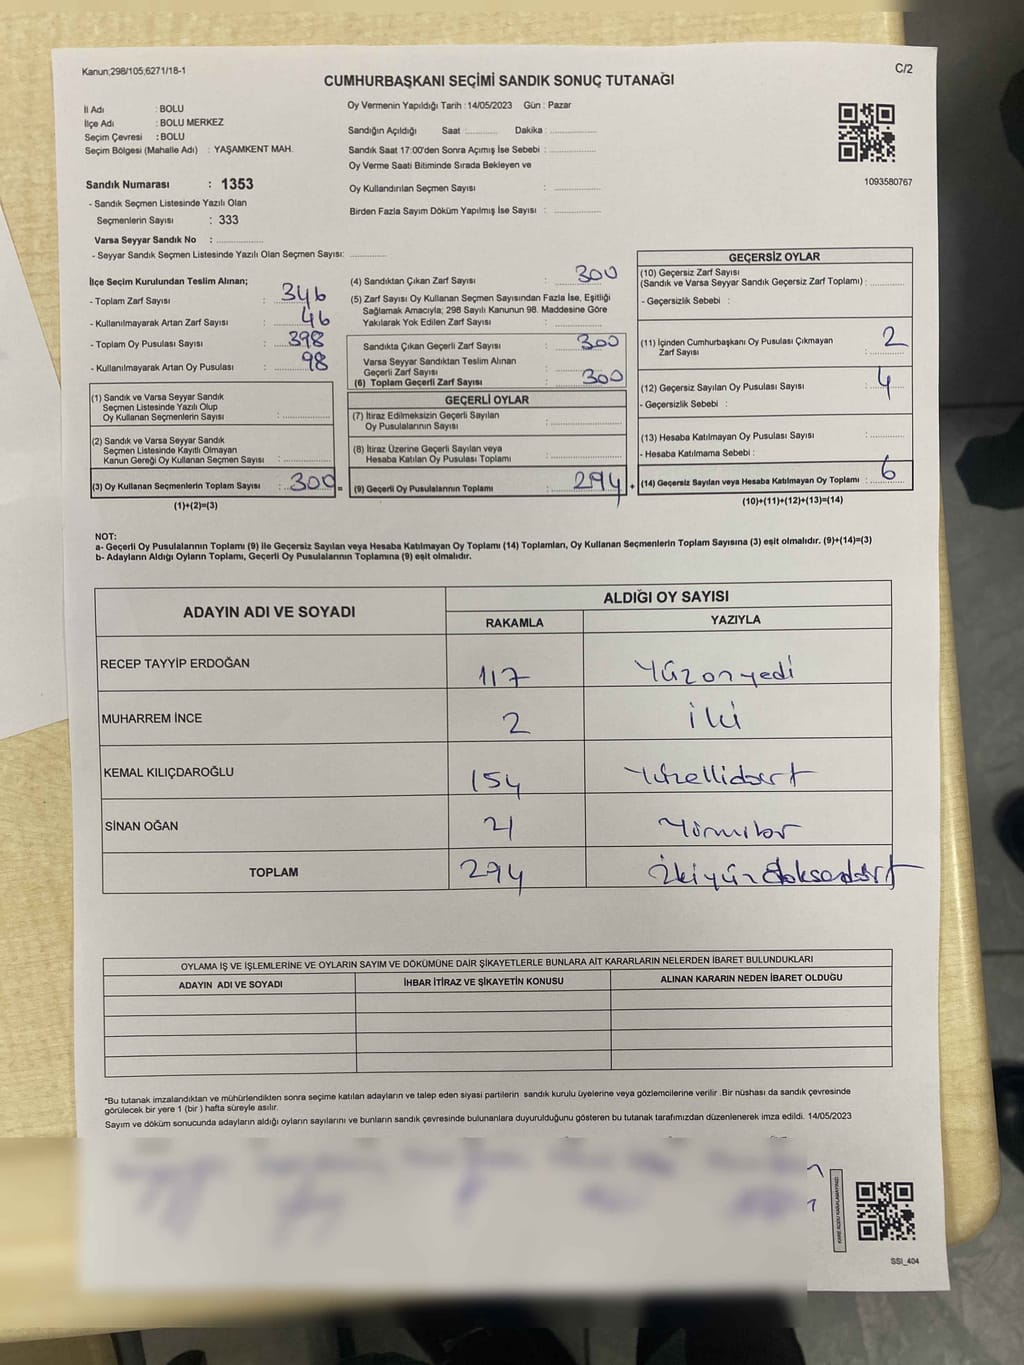 Kanun;298/105;6271/18-1
C/2
CUMHURBAŞKANI SEÇİMİ SANDIK SONUÇ TUTANAĞI
İl Adı : BOLU
İlçe Adı : BOLU MERKEZ
Seçim Çevresi : BOLU
Seçim Bölgesi (Mahalle Adı) : YAŞAMKENT MAH.
Sandık Numarası : 1353
- Sandık Seçmen Listesinde Yazılı Olan
Seçmenlerin Sayısı : 333
Varsa Seyyar Sandık No : ................
- Seyyar Sandık Seçmen Listesinde Yazılı Olan Seçmen Sayısı: ............
Oy Vermenin Yapıldığı Tarih : 14/05/2023 Gün : Pazar
Sandığın Açıldığı Saat :.......... Dakika : ...............
Sandık Saat 17:00'den Sonra Açımış İse Sebebi : ...............
Oy Verme Saati Bitiminde Sırada Bekleyen ve
Oy Kullandırılan Seçmen Sayısı : ...............
Birden Fazla Sayım Döküm Yapılmış İse Sayısı : ...............
1093580767
İlçe Seçim Kurulundan Teslim Alınan;
- Toplam Zarf Sayısı : 346
- Kullanılmayarak Artan Zarf Sayısı : 46
- Toplam Oy Pusulası Sayısı : 398
- Kullanılmayarak Artan Oy Pusulası : 98
(1) Sandık ve Varsa Seyyar Sandık
Seçmen Listesinde Yazılı Olup
Oy Kullanan Seçmenlerin Sayısı : ...............
(2) Sandık ve Varsa Seyyar Sandık
Seçmen Listesinde Kayıtlı Olmayan
Kanun Gereği Oy Kullanan Seçmen Sayısı : ...............
(3) Oy Kullanan Seçmenlerin Toplam Sayısı : 300 =
(1)+(2)=(3)
(4) Sandıktan Çıkan Zarf Sayısı : 300
(5) Zarf Sayısı Oy Kullanan Seçmen Sayısından Fazla İse, Eşitliği
Sağlamak Amacıyla; 298 Sayılı Kanunun 98. Maddesine Göre
Yakılarak Yok Edilen Zarf Sayısı : ...............
Sandıkta Çıkan Geçerli Zarf Sayısı : 300
Varsa Seyyar Sandıktan Teslim Alınan
Geçerli Zarf Sayısı : ...............
(6) Toplam Geçerli Zarf Sayısı : 300
GEÇERLİ OYLAR
(7) İtiraz Edilmeksizin Geçerli Sayılan
Oy Pusulalarının Sayısı : ...............
(8) İtiraz Üzerine Geçerli Sayılan veya
Hesaba Katılan Oy Pusulası Toplamı : ...............
(9) Geçerli Oy Pusulalarının Toplamı : 294 +
GEÇERSİZ OYLAR
(10) Geçersiz Zarf Sayısı
(Sandık ve Varsa Seyyar Sandık Geçersiz Zarf Toplamı) : ...........
- Geçersizlik Sebebi :
(11) İçinden Cumhurbaşkanı Oy Pusulası Çıkmayan
Zarf Sayısı : 2
(12) Geçersiz Sayılan Oy Pusulası Sayısı : 4
- Geçersizlik Sebebi :
(13) Hesaba Katılmayan Oy Pusulası Sayısı : ...........
- Hesaba Katılmama Sebebi :
(14) Geçersiz Sayılan veya Hesaba Katılmayan Oy Toplamı : 6
(10)+(11)+(12)+(13)=(14)
NOT:
a- Geçerli Oy Pusulalarının Toplamı (9) ile Geçersiz Sayılan veya Hesaba Katılmayan Oy Toplamı (14) Toplamları, Oy Kullanan Seçmenlerin Toplam Sayısına (3) eşit olmalıdır. (9)+(14)=(3)
b- Adayların Aldığı Oyların Toplamı, Geçerli Oy Pusulalarının Toplamına (9) eşit olmalıdır.
ADAYIN ADI VE SOYADI
ALDIĞI OY SAYISI
RAKAMLA YAZIYLA
RECEP TAYYİP ERDOĞAN 117 Yüzonyedi
MUHARREM İNCE 2 iki
KEMAL KILIÇDAROĞLU 154 Yüzellidört
SİNAN OĞAN 21 Yirmibir
TOPLAM 294 İkiyüzdoksandört
OYLAMA İŞ VE İŞLEMLERİNE VE OYLARIN SAYIM VE DÖKÜMÜNE DAİR ŞİKAYETLERLE BUNLARA AİT KARARLARIN NELERDEN İBARET BULUNDUKLARI
ADAYIN ADI VE SOYADI İHBAR İTİRAZ VE ŞİKAYETİN KONUSU ALINAN KARARIN NEDEN İBARET OLDUĞU
*Bu tutanak imzalandıktan ve mühürlendikten sonra seçime katılan adayların ve talep eden siyasi partilerin sandık kurulu üyelerine veya gözlemcilerine verilir .Bir nüshası da sandık çevresinde
görülecek bir yere 1 (bir ) hafta süreyle asılır.
Sayım ve döküm sonucunda adayların aldığı oyların sayılarını ve bunların sandık çevresinde bulunanlara duyurulduğunu gösteren bu tutanak tarafımızdan düzenlenerek imza edildi. 14/05/2023
SSI_404